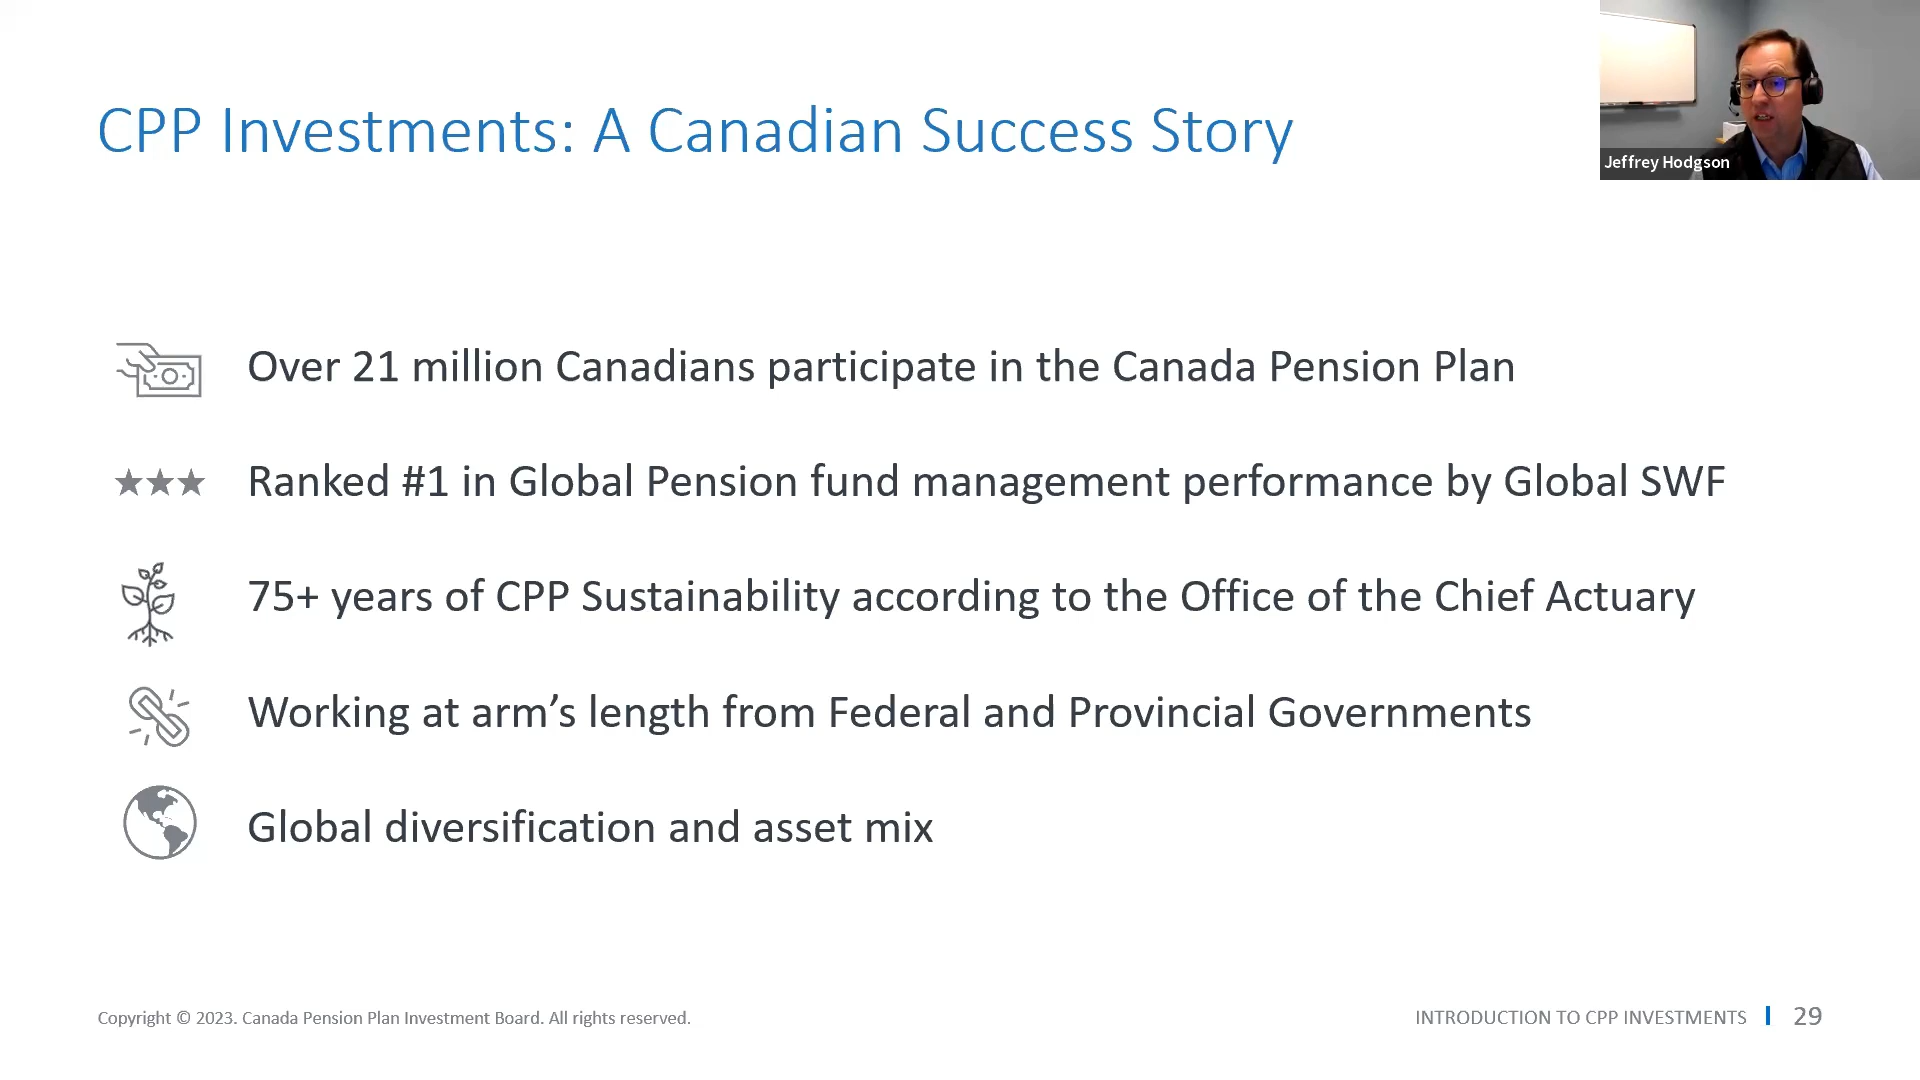 CPP Investments: A Canadian Success Story
Jeffrey Hodgson
Over 21 million Canadians participate in the Canada Pension Plan
Ranked #1 in Global Pension fund management performance by Global SWF
75+ years of CPP Sustainability according to the Office of the Chief Actuary
Working at arm’s length from Federal and Provincial Governments
Global diversification and asset mix
Copyright © 2023. Canada Pension Plan Investment Board. All rights reserved.
INTRODUCTION TO CPP INVESTMENTS 29